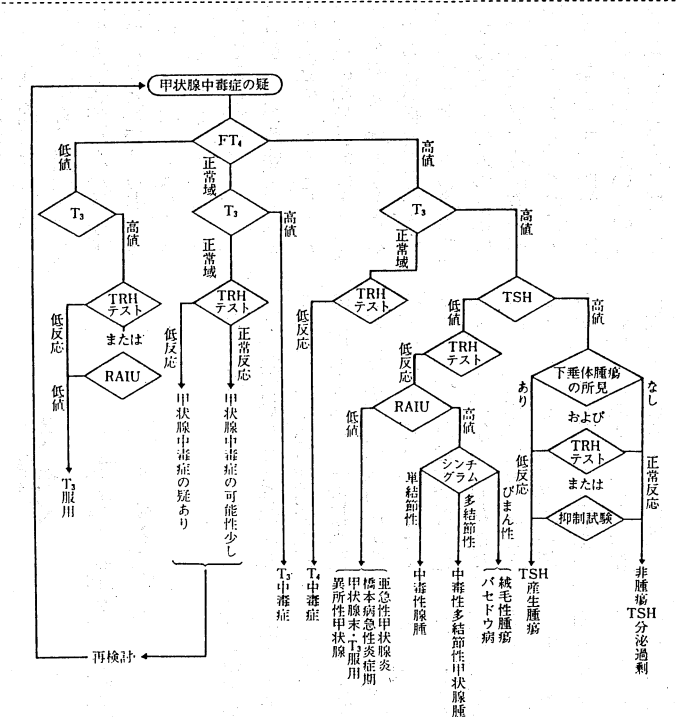 甲状腺中毒症の疑
FT₄
低値
正常域
高値
T₃
T₃
T₃
高値
正常域
高値
正常域
高値
TRH
テスト
または
RAIU
低反応
低値
T₃服用
TRH
テスト
低反応
正常反応
甲状腺中毒症の疑あり
甲状腺中毒症の可能性少し
再検討
T₃中毒症
TRH
テスト
低反応
T₄中毒症
TSH
低値
高値
TRH
テスト
低反応
RAIU
低値
高値
亜急性甲状腺炎
橋本病急性炎症期
甲状腺末・T₃服用
異所性甲状腺
シンチ
グラム
単結節性
多結節性
びまん性
中毒性腺腫
中毒性多結節性甲状腺腫
絨毛性腫瘍
バセドウ病
下垂体腫瘍
の所見
あり
なし
および
TRH
テスト
または
抑制試験
低反応
正常反応
TSH産生腫瘍
非腫瘍TSH分泌過剰